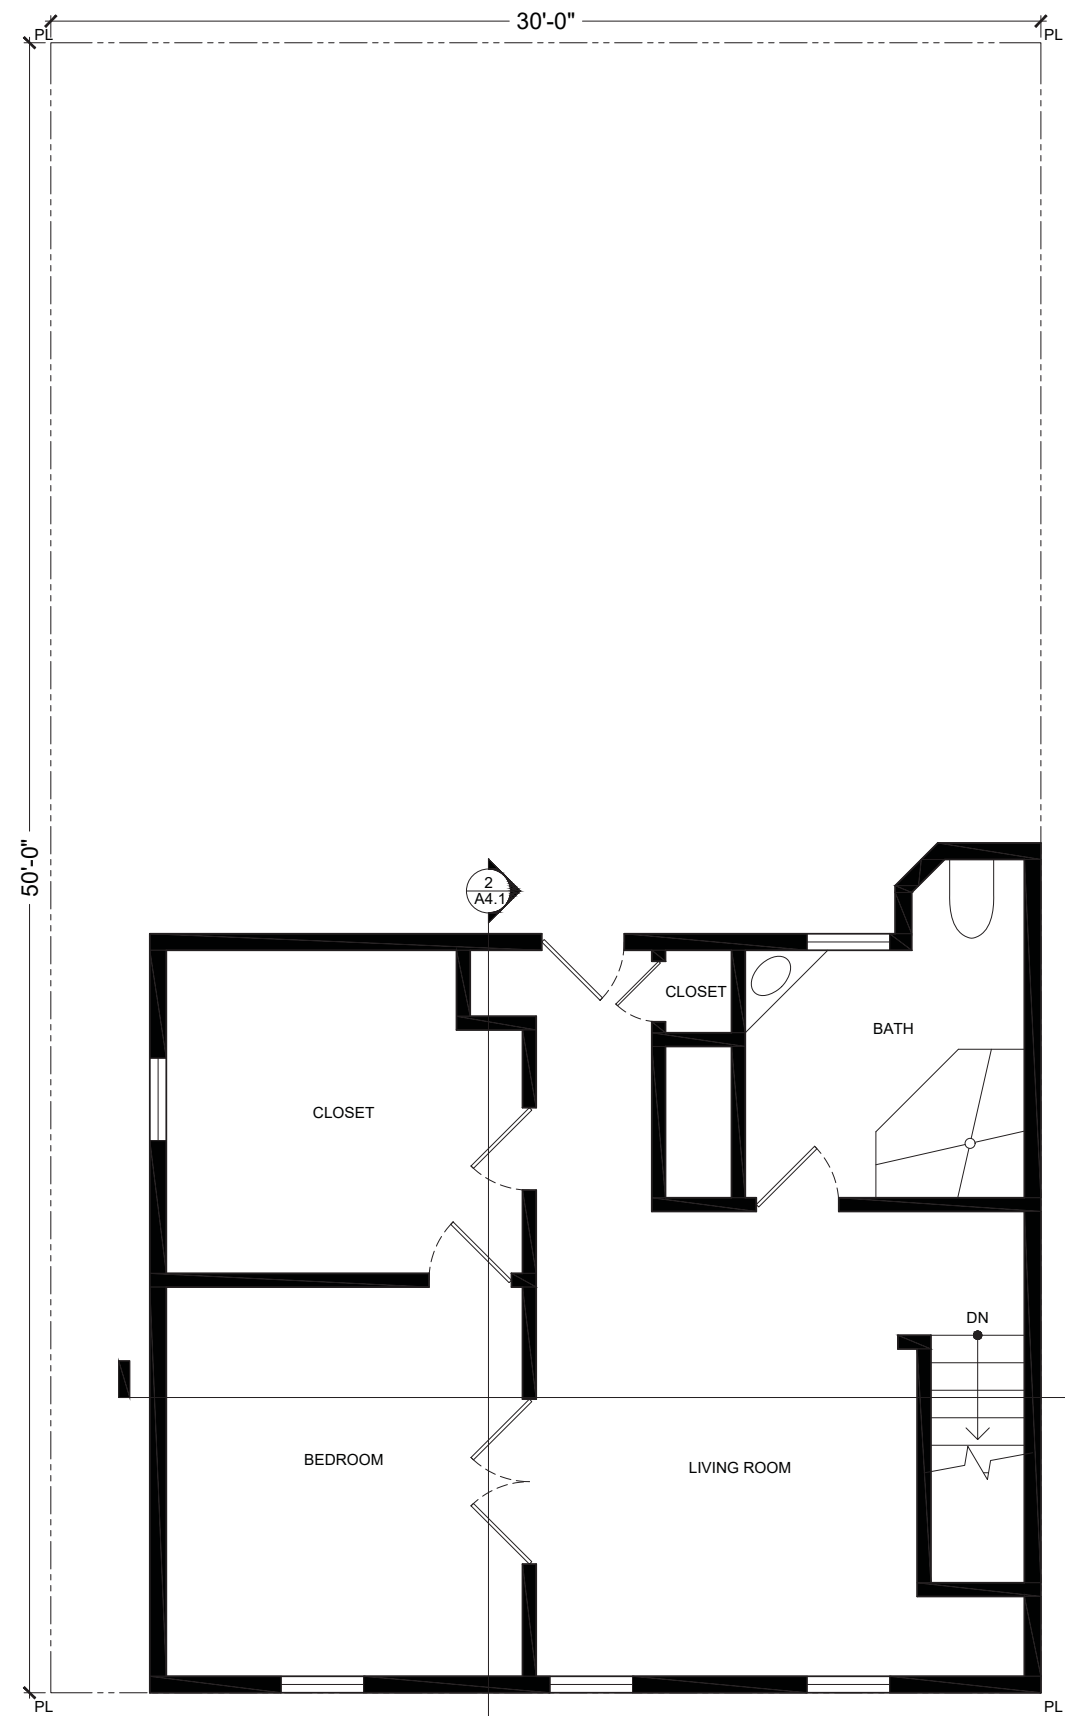 30'-0"
PL
PL
50'-0"
2
A4.1
CLOSET
BATH
CLOSET
DN
BEDROOM
LIVING ROOM
PL
PL